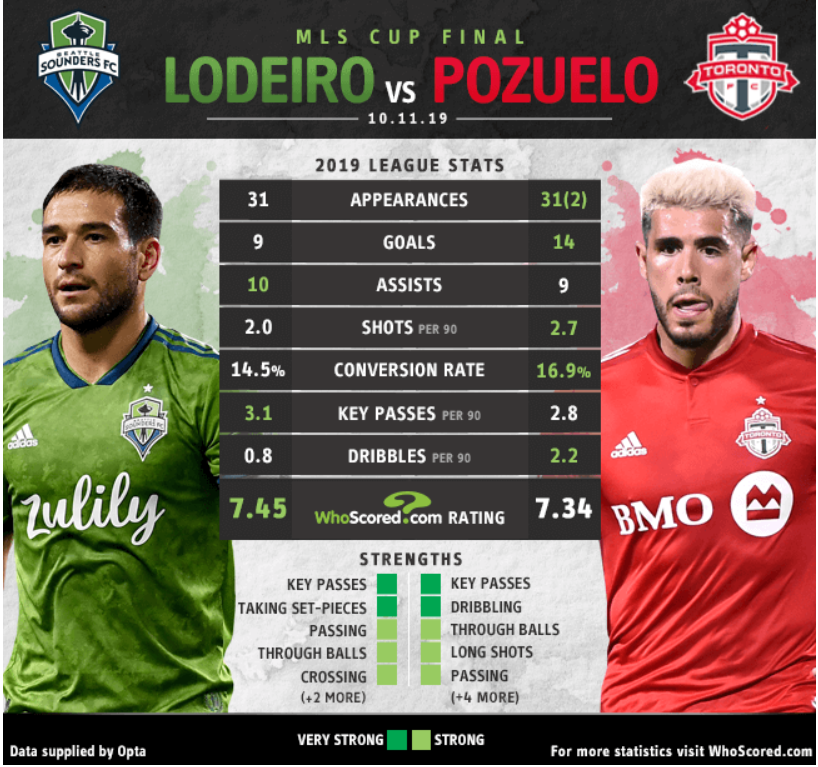 SEATTLE
SOUNDERS FC
MLS CUP FINAL
LODEIRO VS POZUELO
10.11.19
TORONTO
FC
2019 LEAGUE STATS
31 APPEARANCES 31(2)
9 GOALS 14
10 ASSISTS 9
2.0 SHOTS PER 90 2.7
14.5% CONVERSION RATE 16.9%
3.1 KEY PASSES PER 90 2.8
0.8 DRIBBLES PER 90 2.2
7.45 WhoScored.com RATING 7.34
adidas
SOUNDERS FC
zulily
adidas
TORONTO
BMO
STRENGTHS
KEY PASSES KEY PASSES
TAKING SET-PIECES DRIBBLING
PASSING THROUGH BALLS
THROUGH BALLS LONG SHOTS
CROSSING PASSING
(+2 MORE) (+4 MORE)
VERY STRONG STRONG
Data supplied by Opta
For more statistics visit WhoScored.com